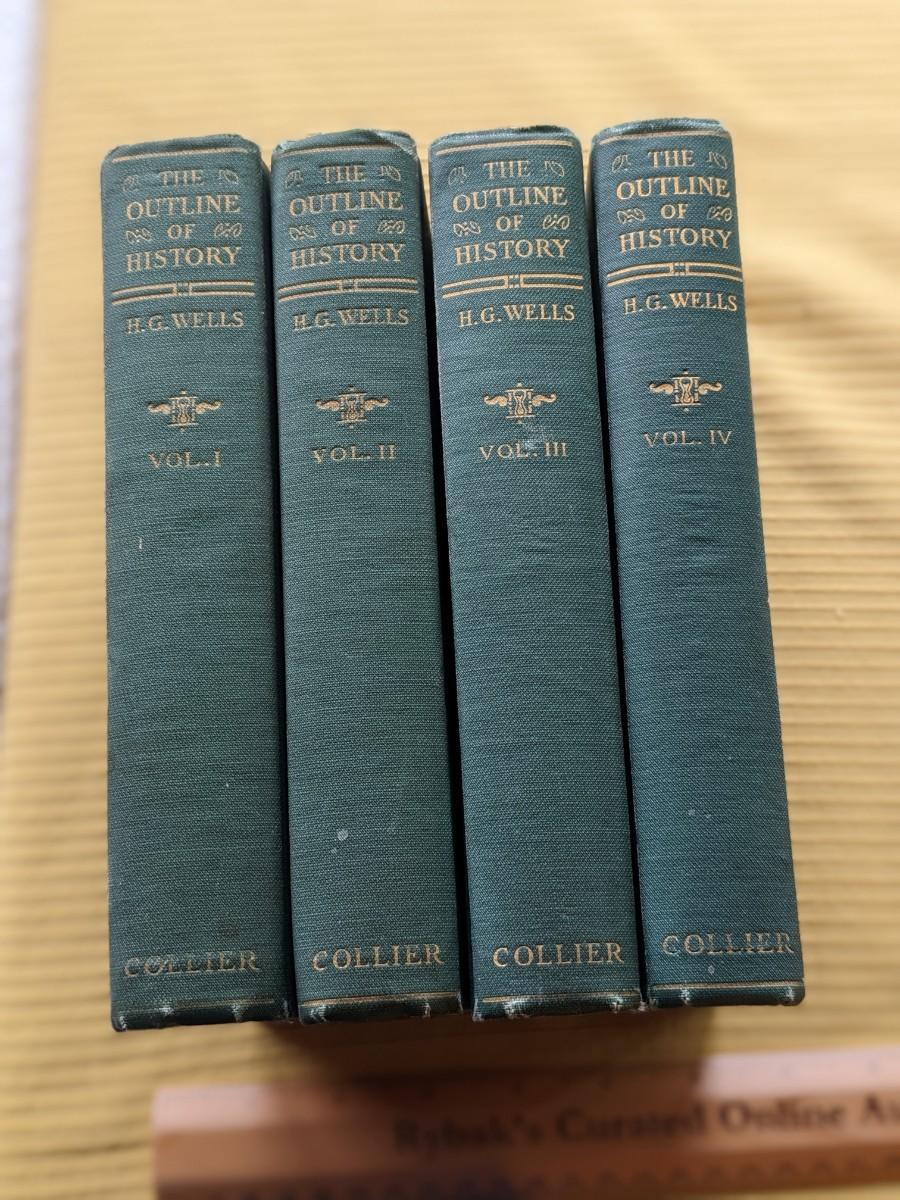 THE
OUTLINE
OF
HISTORY
H.G.WELLS
VOL.I
COLLIER
THE
OUTLINE
OF
HISTORY
H.G.WELLS
VOL.II
COLLIER
THE
OUTLINE
OF
HISTORY
H.G.WELLS
VOL.III
COLLIER
THE
OUTLINE
OF
HISTORY
H.G.WELLS
VOL.IV
COLLIER
Rybak's Curated Online